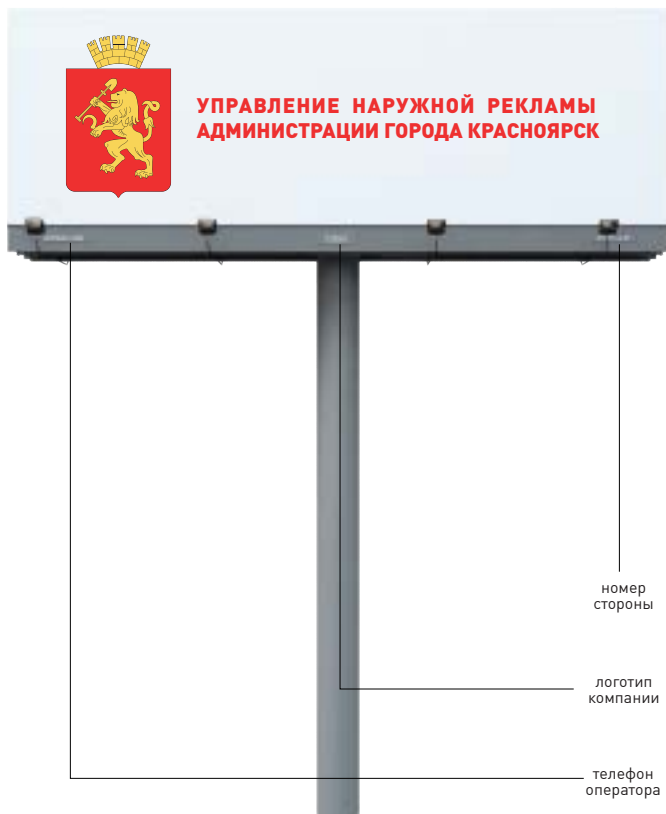 УПРАВЛЕНИЕ НАРУЖНОЙ РЕКЛАМЫ
АДМИНИСТРАЦИИ ГОРОДА КРАСНОЯРСК
номер
стороны
логотип
компании
телефон
оператора